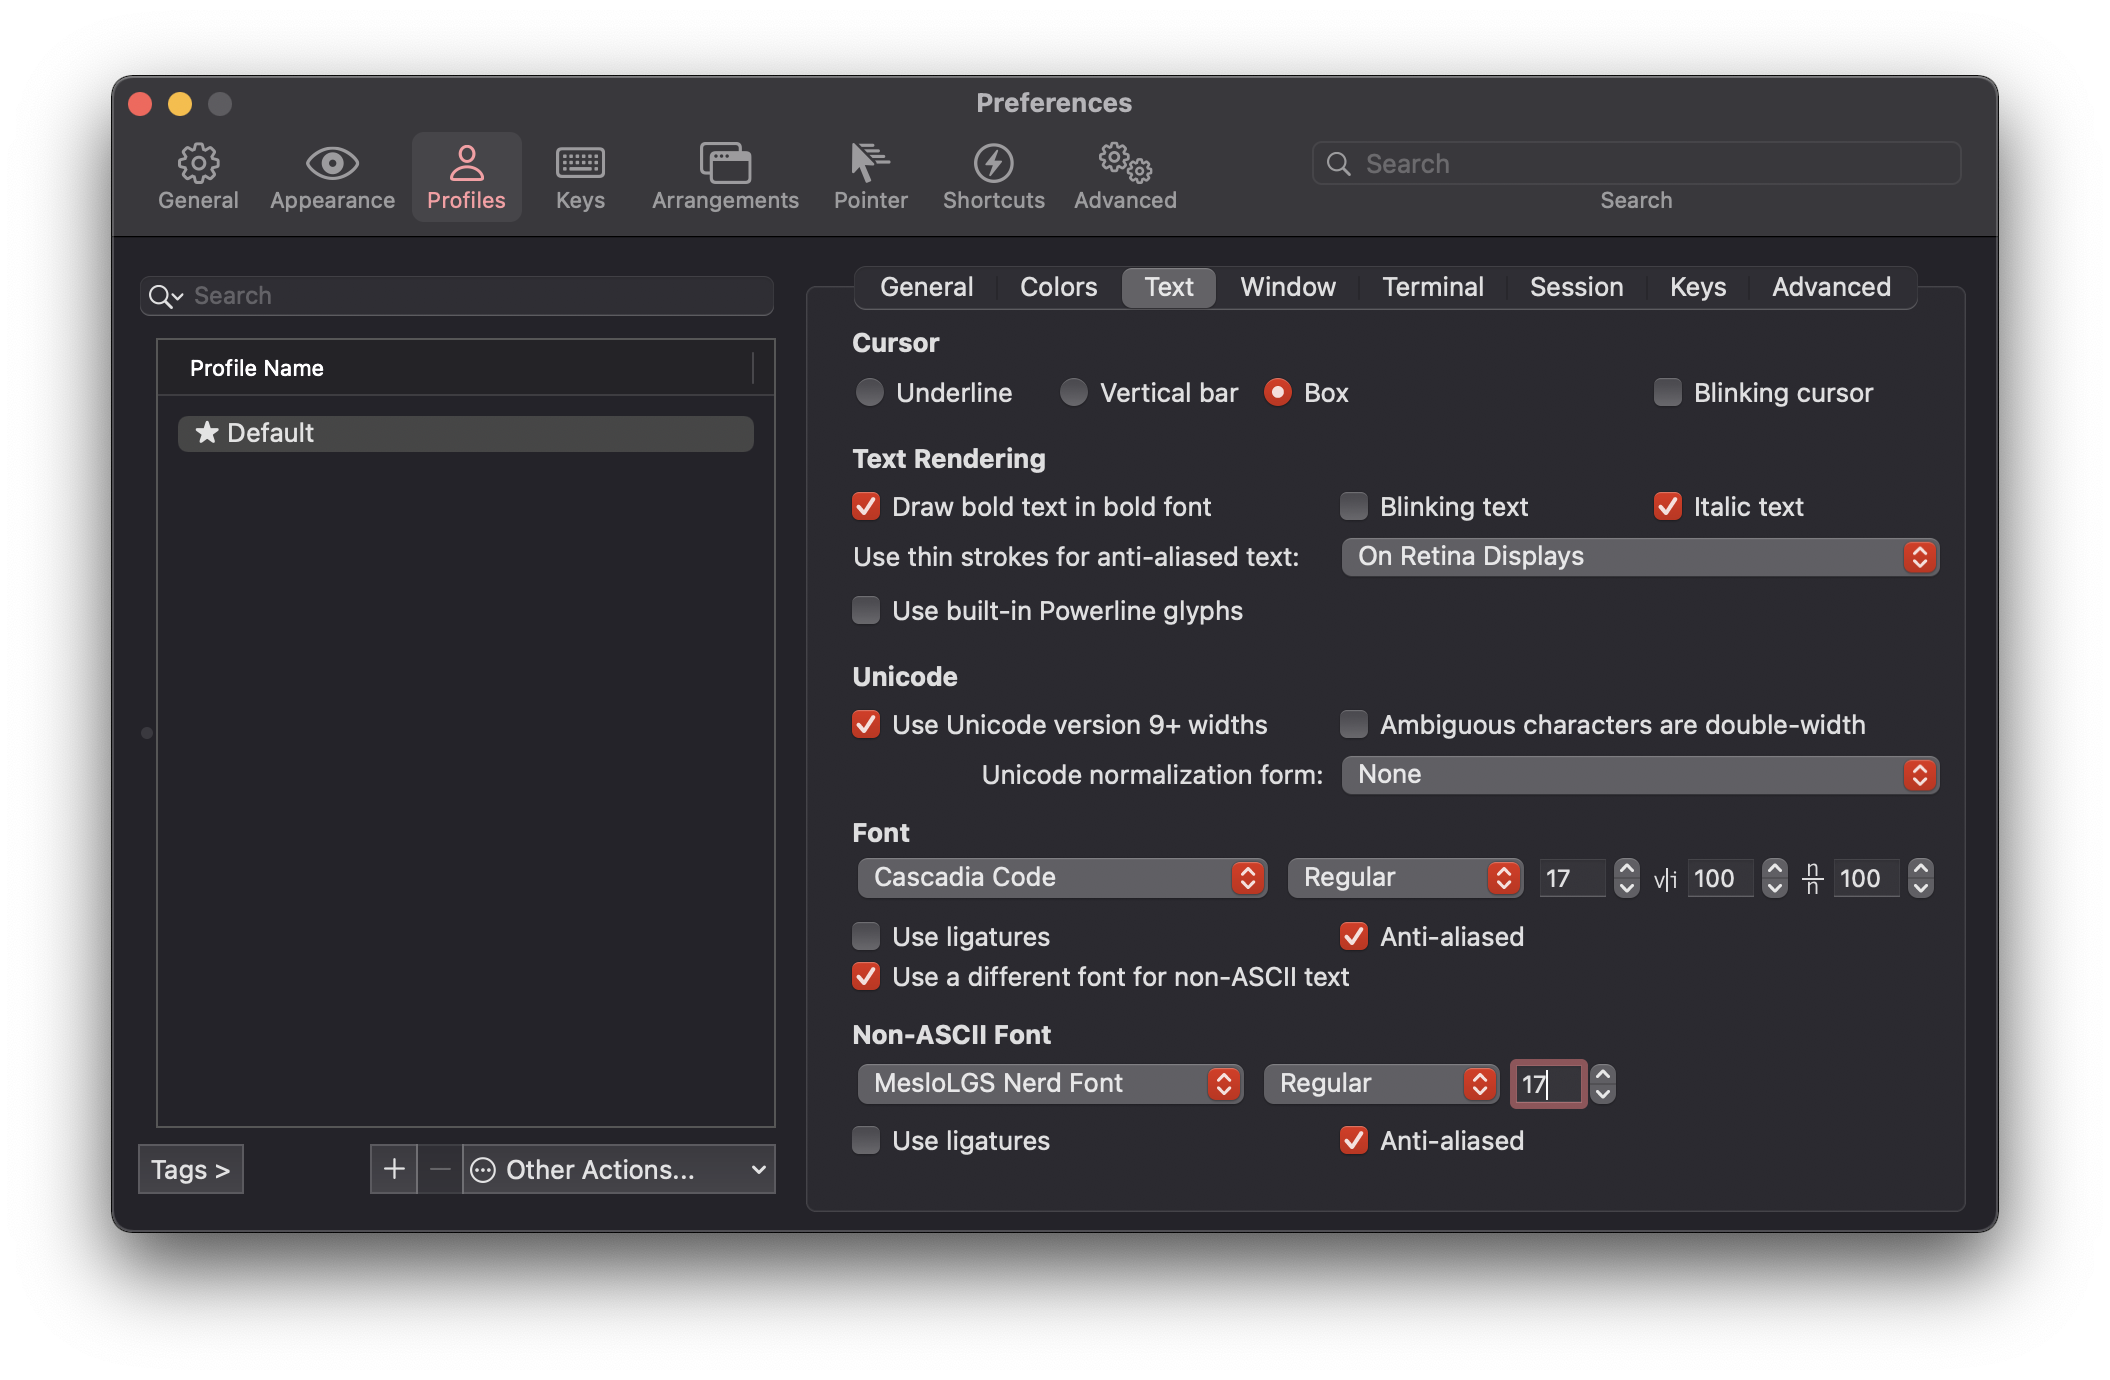 Preferences
General Appearance Profiles Keys Arrangements Pointer Shortcuts Advanced
Search
Search
Search
Profile Name
Default
Tags >
+ − Other Actions...
General Colors Text Window Terminal Session Keys Advanced
Cursor
Underline Vertical bar Box Blinking cursor
Text Rendering
Draw bold text in bold font Blinking text Italic text
Use thin strokes for anti-aliased text: On Retina Displays
Use built-in Powerline glyphs
Unicode
Use Unicode version 9+ widths Ambiguous characters are double-width
Unicode normalization form: None
Font
Cascadia Code Regular 17 v|i 100 n/n 100
Use ligatures Anti-aliased
Use a different font for non-ASCII text
Non-ASCII Font
MesloLGS Nerd Font Regular 17
Use ligatures Anti-aliased